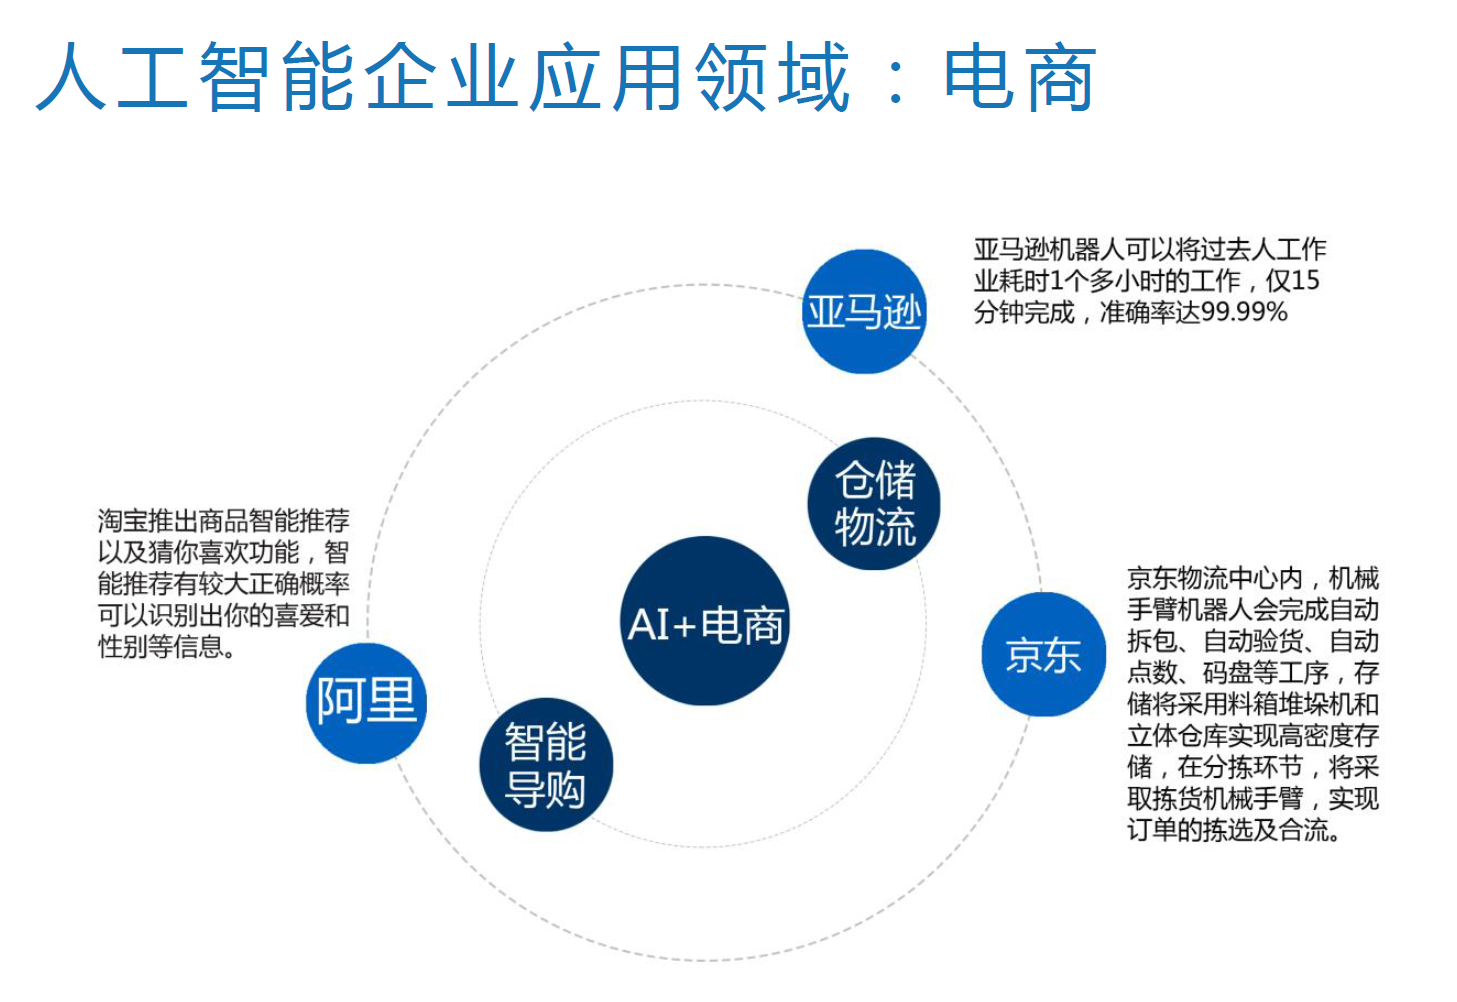 人工智能企业应用领域：电商
亚马逊机器人可以将过去人工作
业耗时1个多小时的工作，仅15
分钟完成，准确率达99.99%
亚马逊
仓储
物流
淘宝推出商品智能推荐
以及猜你喜欢功能，智
能推荐有较大正确概率
可以识别出你的喜爱和
性别等信息。
AI+电商
京东物流中心内，机械
手臂机器人会完成自动
拆包、自动验货、自动
点数、码盘等工序，存
储将采用料箱堆垛机和
立体仓库实现高密度存
储，在分拣环节，将采
取拣货机械手臂，实现
订单的拣选及合流。
京东
阿里
智能
导购